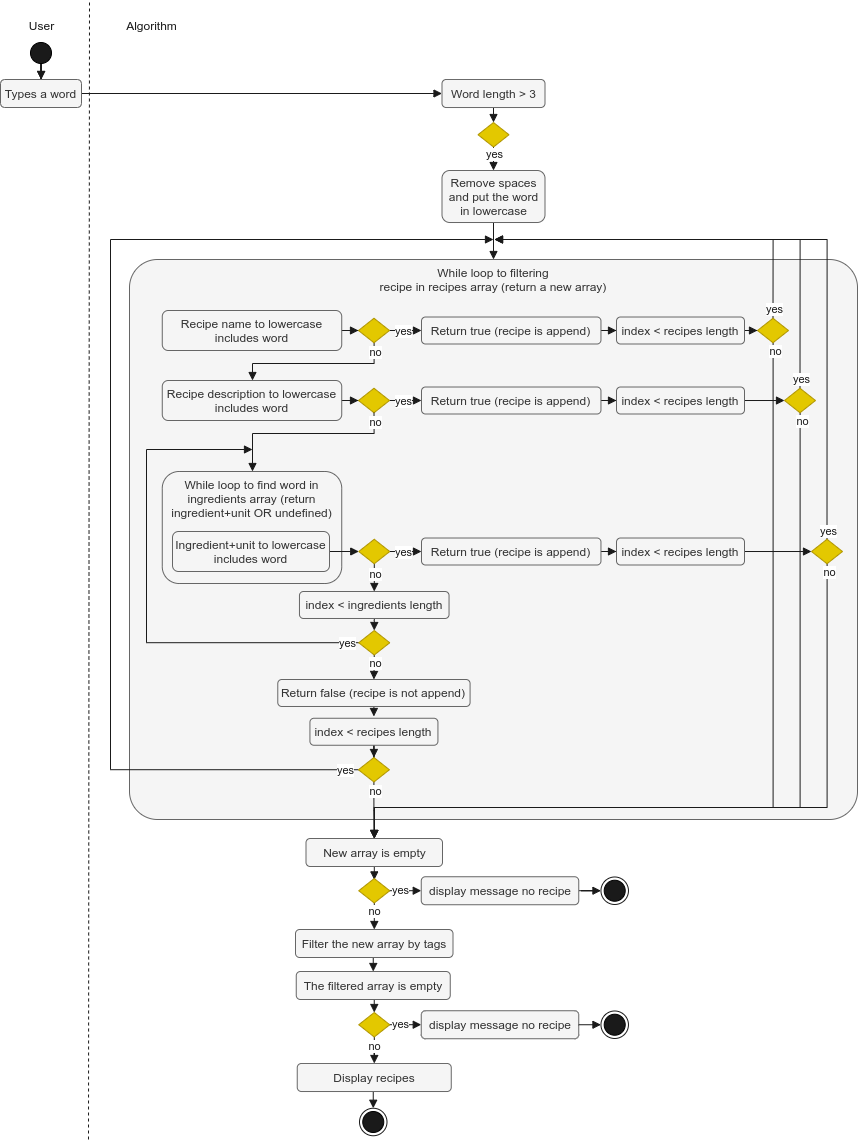 User
Algorithm
Types a word
Word length > 3
yes
Remove spaces
and put the word
in lowercase
While loop to filtering
recipe in recipes array (return a new array)
yes
Recipe name to lowercase
includes word
yes
Return true (recipe is append)
index < recipes length
no
no
yes
Recipe description to lowercase
includes word
yes
Return true (recipe is append)
index < recipes length
no
no
While loop to find word in
ingredients array (return
ingredient+unit OR undefined)
yes
Ingredient+unit to lowercase
includes word
yes
Return true (recipe is append)
index < recipes length
no
no
index < ingredients length
yes
no
Return false (recipe is not append)
index < recipes length
yes
no
New array is empty
yes
display message no recipe
no
Filter the new array by tags
The filtered array is empty
yes
display message no recipe
no
Display recipes